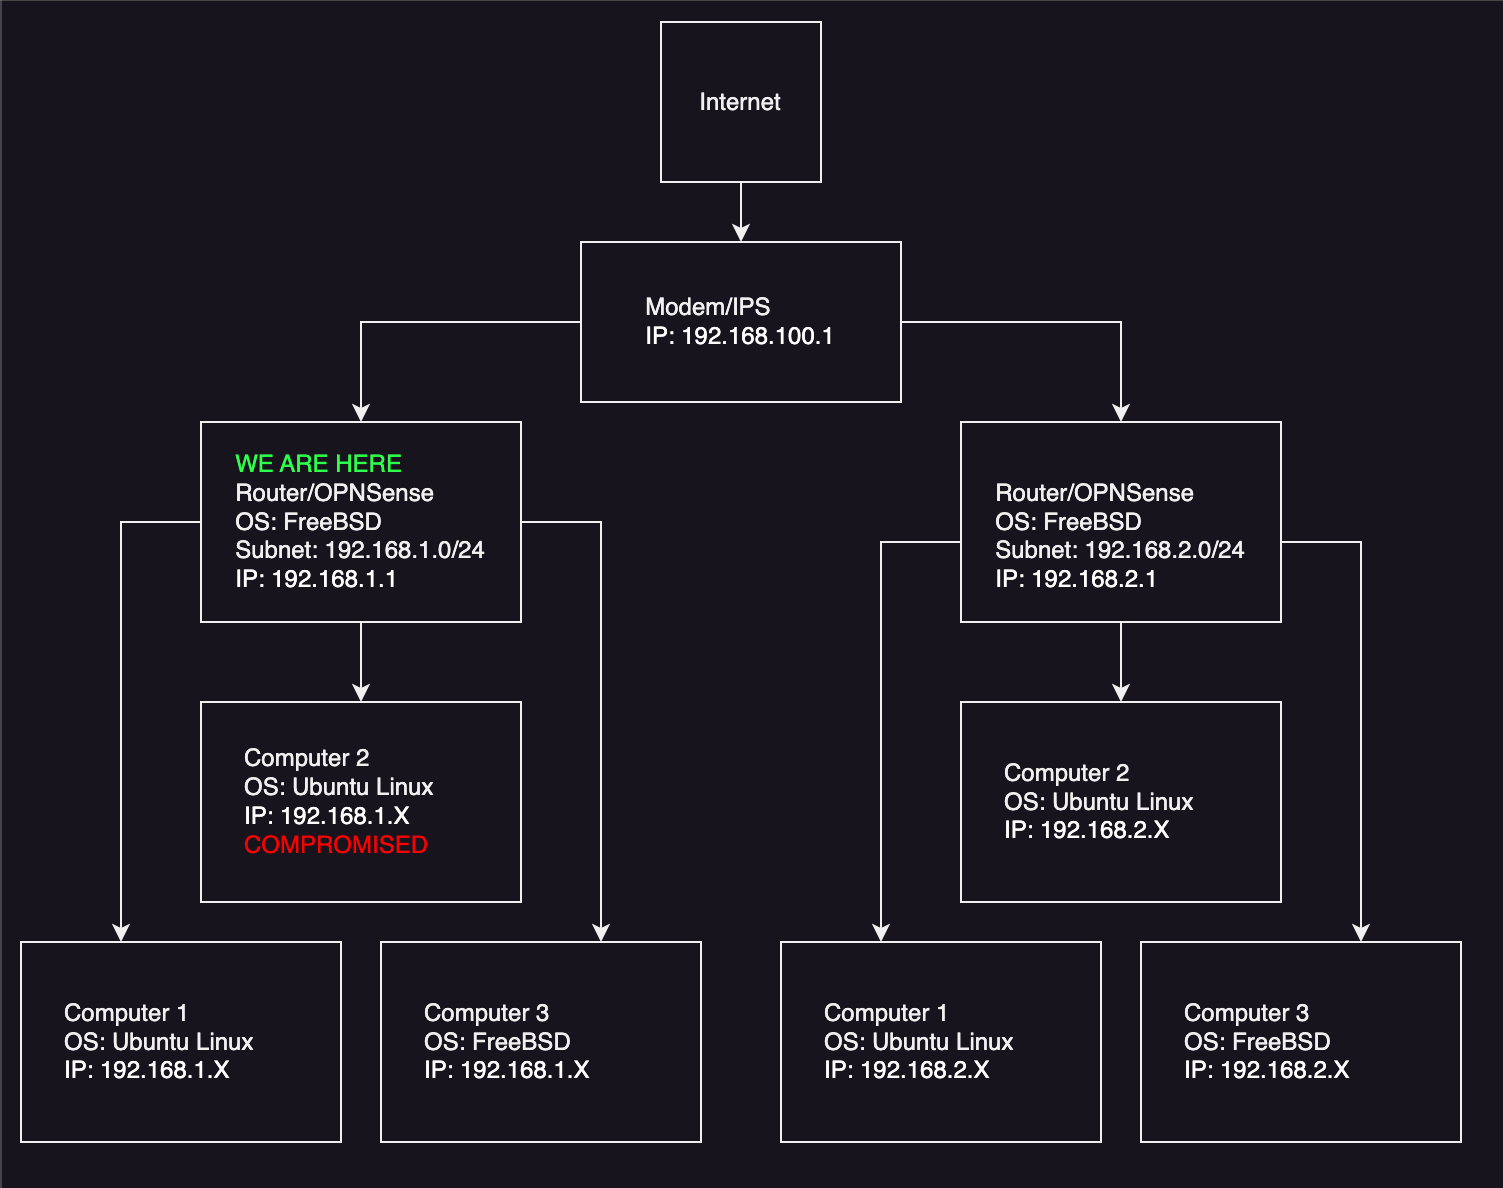 Internet
Modem/IPS
IP: 192.168.100.1
WE ARE HERE
Router/OPNSense
OS: FreeBSD
Subnet: 192.168.1.0/24
IP: 192.168.1.1
Router/OPNSense
OS: FreeBSD
Subnet: 192.168.2.0/24
IP: 192.168.2.1
Computer 2
OS: Ubuntu Linux
IP: 192.168.1.X
COMPROMISED
Computer 2
OS: Ubuntu Linux
IP: 192.168.2.X
Computer 1
OS: Ubuntu Linux
IP: 192.168.1.X
Computer 3
OS: FreeBSD
IP: 192.168.1.X
Computer 1
OS: Ubuntu Linux
IP: 192.168.2.X
Computer 3
OS: FreeBSD
IP: 192.168.2.X